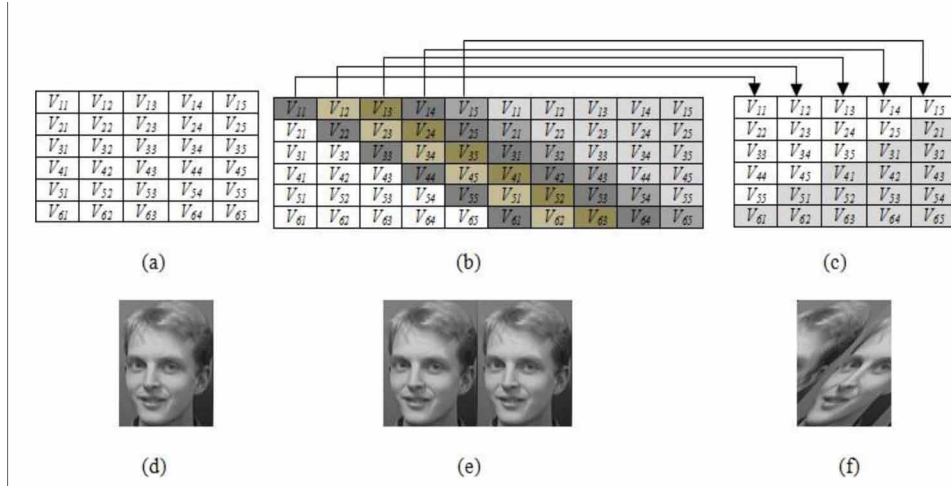 V11 V12 V13 V14 V15
V21 V22 V23 V24 V25
V31 V32 V33 V34 V35
V41 V42 V43 V44 V45
V51 V52 V53 V54 V55
V61 V62 V63 V64 V65
(a)
V11 V12 V13 V14 V15 V11 V12 V13 V14 V15
V21 V22 V23 V24 V25 V21 V22 V23 V24 V25
V31 V32 V33 V34 V35 V31 V32 V33 V34 V35
V41 V42 V43 V44 V45 V41 V42 V43 V44 V45
V51 V52 V53 V54 V55 V51 V52 V53 V54 V55
V61 V62 V63 V64 V65 V61 V62 V63 V64 V65
(b)
V11 V12 V13 V14 V15
V22 V23 V24 V25 V21
V33 V34 V35 V31 V32
V44 V45 V41 V42 V43
V55 V51 V52 V53 V54
V61 V62 V63 V64 V65
(c)
(d)
(e)
(f)